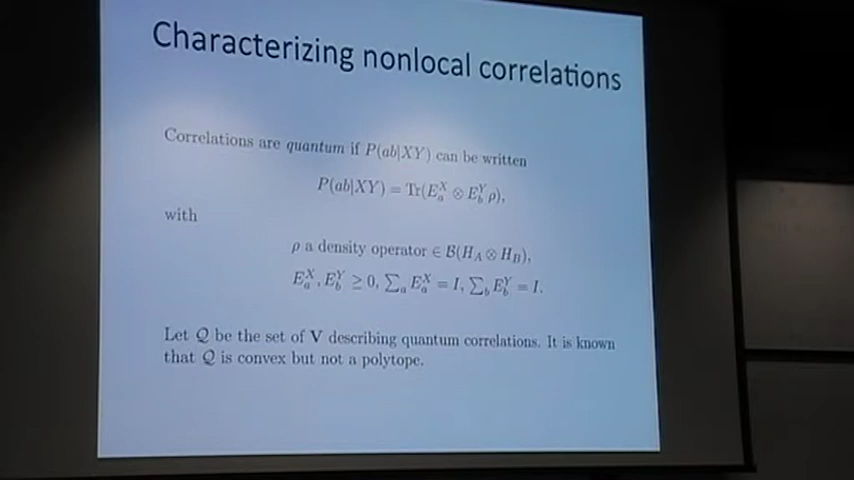 Characterizing nonlocal correlations
Correlations are quantum if P(ab|XY) can be written
P(ab|XY) = Tr(E_a^X ⊗ E_b^Y ρ),
with
ρ a density operator ∈ B(H_A ⊗ H_B),
E_a^X, E_b^Y ≥ 0, ∑_a E_a^X = I, ∑_b E_b^Y = I.
Let Q be the set of V describing quantum correlations. It is known
that Q is convex but not a polytope.